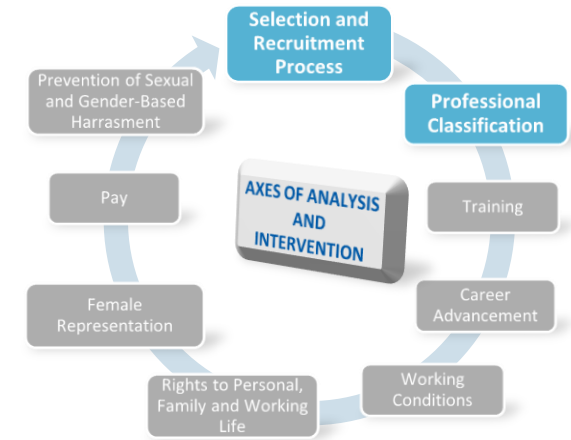 Selection and
Recruitment
Process
Professional
Classification
Training
Career
Advancement
Working
Conditions
Rights to Personal,
Family and Working
Life
Female
Representation
Pay
Prevention of Sexual
and Gender-Based
Harrasment
AXES OF ANALYSIS
AND
INTERVENTION